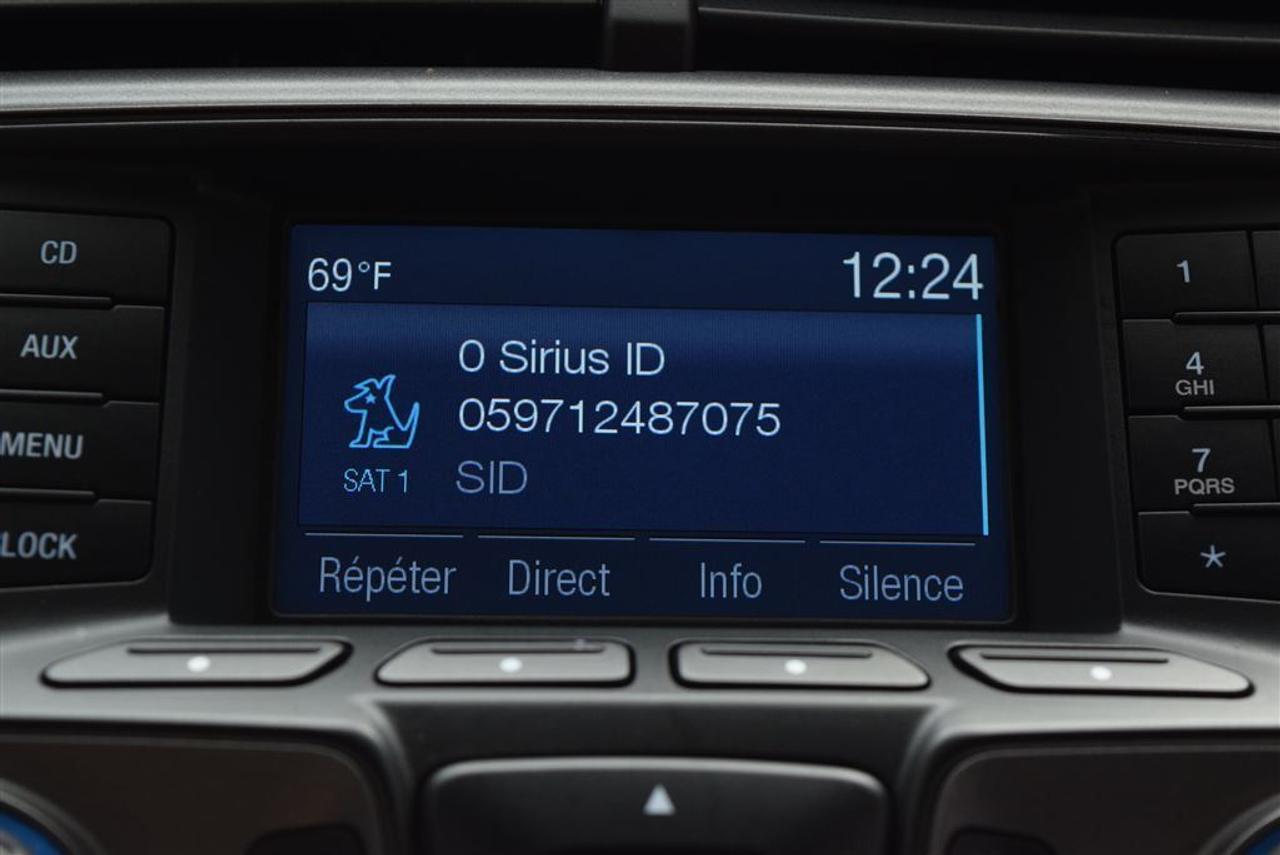 CD
AUX
MENU
LOCK
69°F
12:24
0 Sirius ID
059712487075
SID
SAT 1
Répéter
Direct
Info
Silence
1
4
GHI
7
PQRS
*